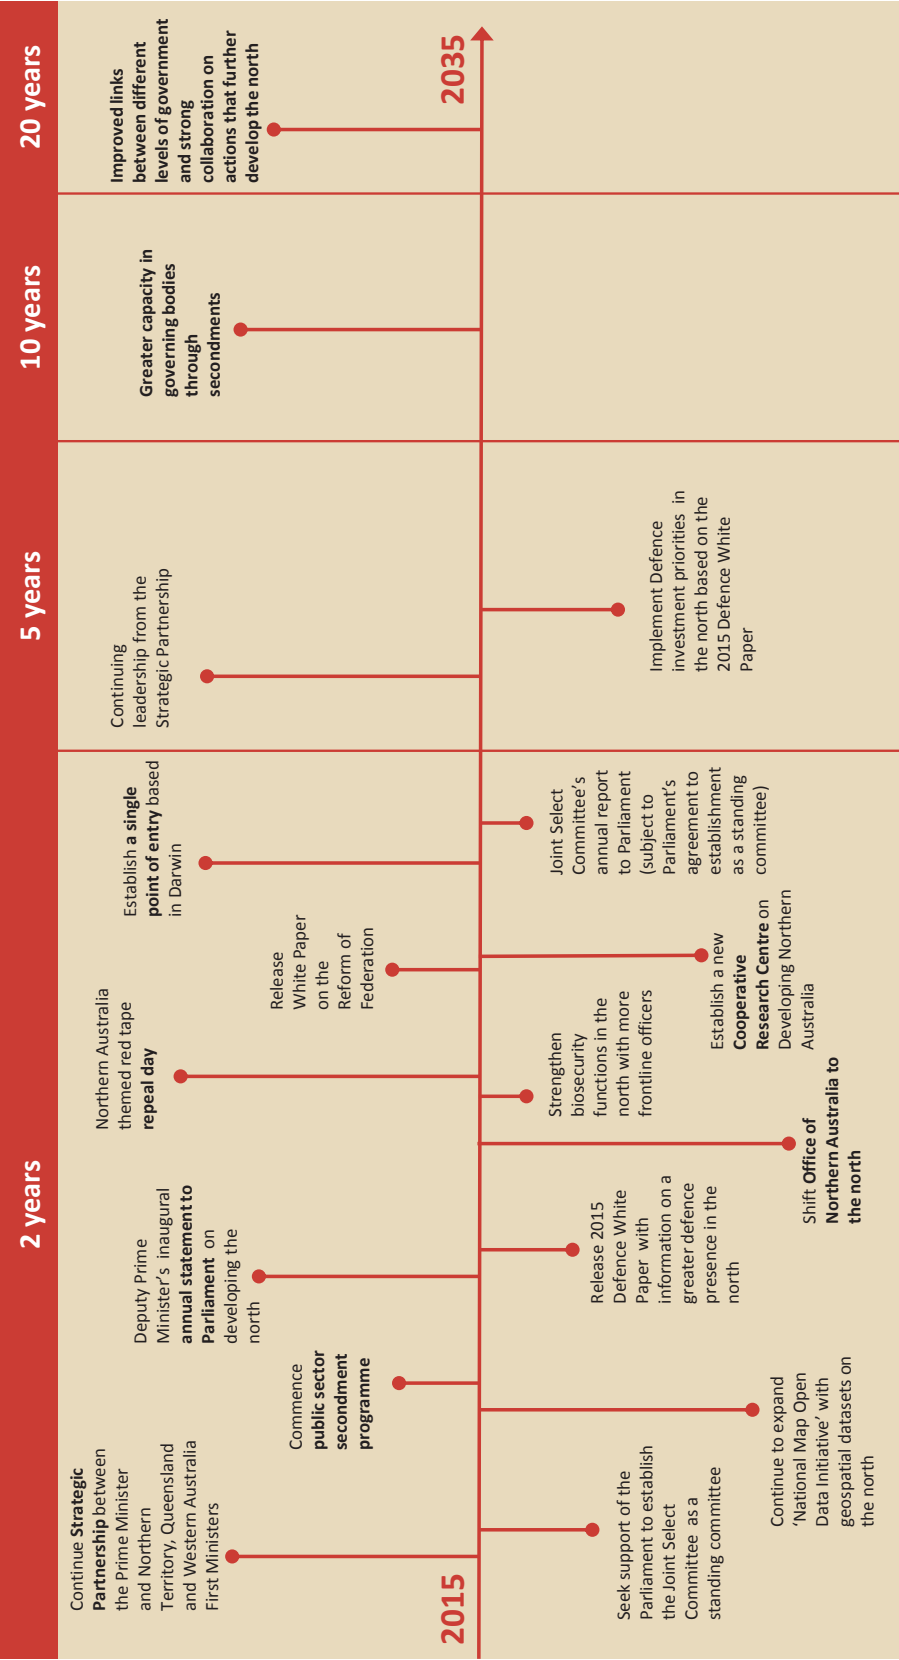 2 years
5 years
10 years
20 years
Continue Strategic
Partnership between
the Prime Minister
and Northern
Territory, Queensland
and Western Australia
First Ministers
Commence
public sector
secondment
programme
Deputy Prime
Minister's inaugural
annual statement to
Parliament on
developing the
north
Northern Australia
themed red tape
repeal day
Release
White Paper
on the
Reform of
Federation
Establish a single
point of entry based
in Darwin
Continuing
leadership from the
Strategic Partnership
Greater capacity in
governing bodies
through
secondments
Improved links
between different
levels of government
and strong
collaboration on
actions that further
develop the north
2015
2035
Seek support of the
Parliament to establish
the Joint Select
Committee as a
standing committee
Continue to expand
‘National Map Open
Data Initiative’ with
geospatial datasets on
the north
Release 2015
Defence White
Paper with
information on a
greater defence
presence in the
north
Shift Office of
Northern Australia to
the north
Strengthen
biosecurity
functions in the
north with more
frontline officers
Establish a new
Cooperative
Research Centre on
Developing Northern
Australia
Joint Select
Committee's
annual report
to Parliament
(subject to
Parliament's
agreement to
establishment
as a standing
committee)
Implement Defence
investment priorities in
the north based on the
2015 Defence White
Paper